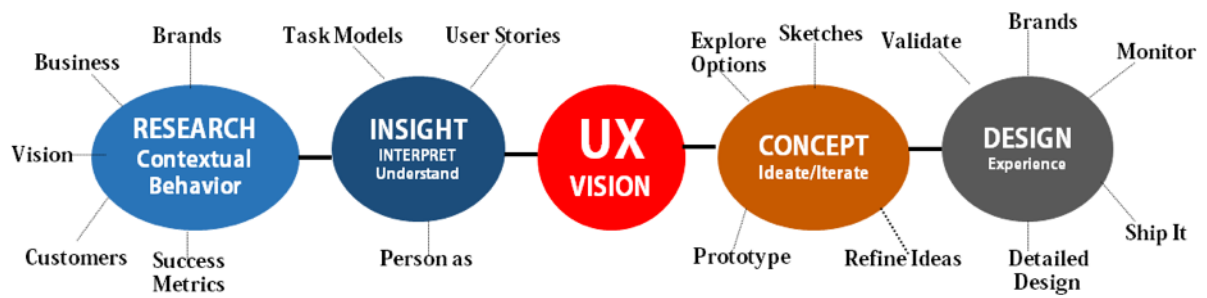 Brands
Business
Vision
Customers
Success
Metrics
RESEARCH
Contextual
Behavior
Task Models
User Stories
INSIGHT
INTERPRET
Understand
Person as
UX
VISION
Explore
Options
Sketches
CONCEPT
Ideate/Iterate
Prototype
Refine Ideas
Validate
Brands
Monitor
DESIGN
Experience
Ship It
Detailed
Design